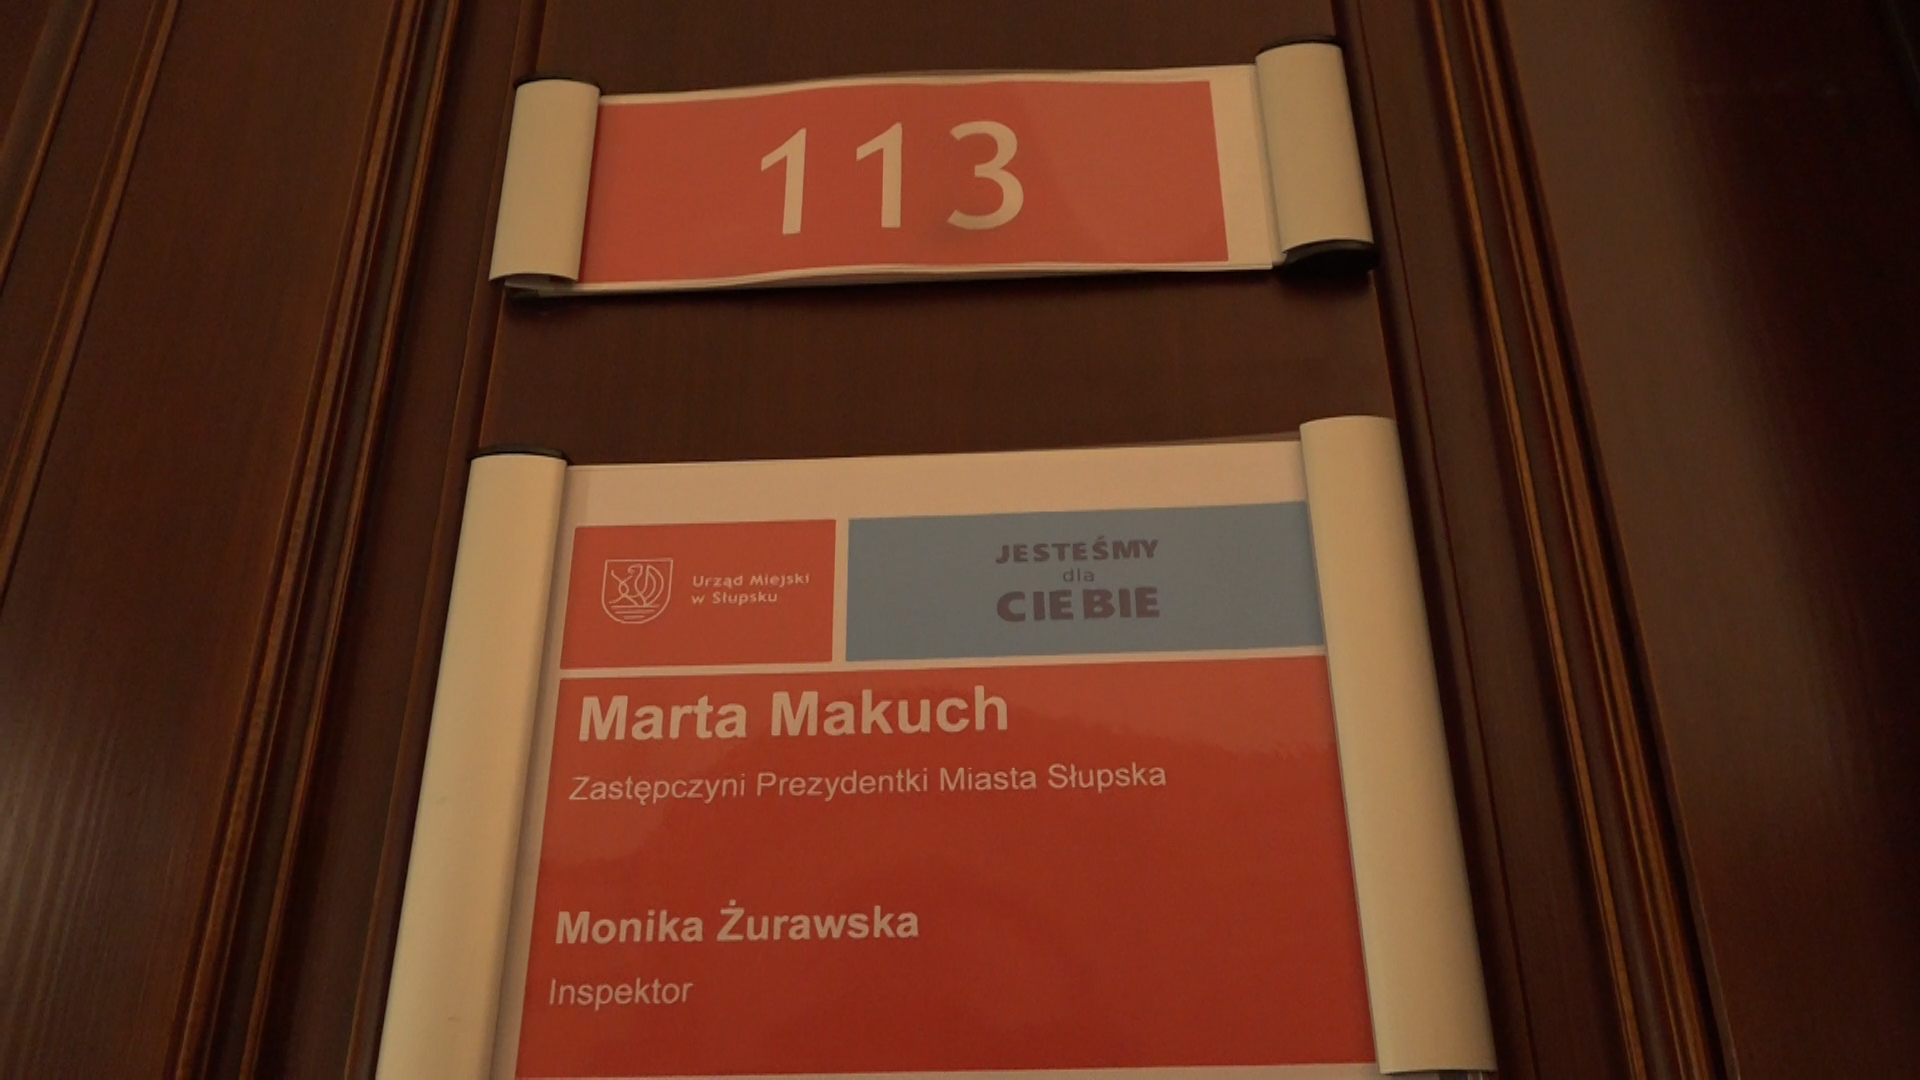 113
Urząd Miejski
w Słupsku
JESTEŚMY
dla
CIEBIE
Marta Makuch
Zastępczyni Prezydentki Miasta Słupska
Monika Żurawska
Inspektor